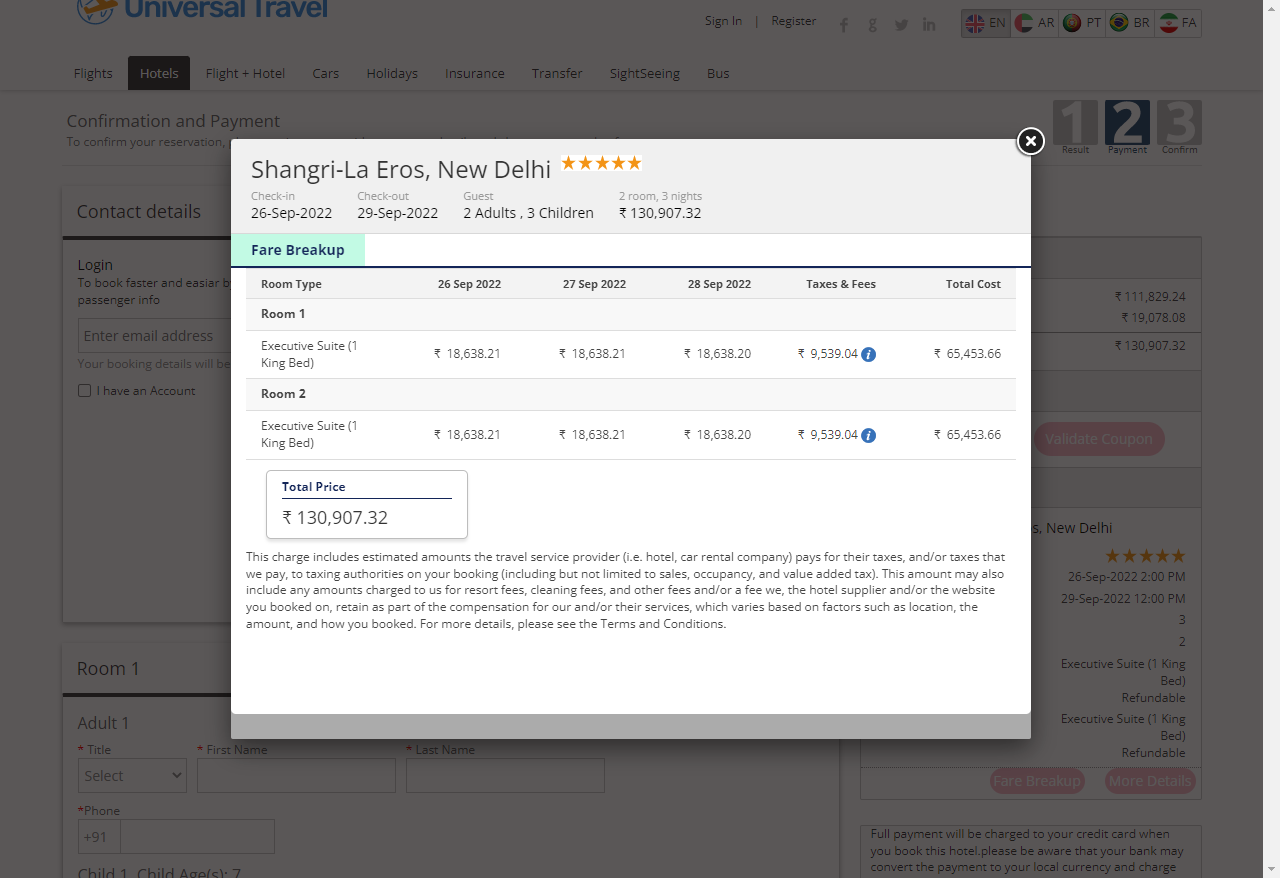 Universal Travel
Sign In | Register
EN AR PT BR FA
Flights Hotels Flight + Hotel Cars Holidays Insurance Transfer SightSeeing Bus
Confirmation and Payment
To confirm your reservation,
1 2 3
Result Payment Confirm
Shangri-La Eros, New Delhi
Check-in Check-out Guest 2 room, 3 nights
26-Sep-2022 29-Sep-2022 2 Adults , 3 Children ₹ 130,907.32
Contact details
Fare Breakup
Login
To book faster and easiar b
passenger info
Enter email address
Your booking details will be
I have an Account
Room Type 26 Sep 2022 27 Sep 2022 28 Sep 2022 Taxes & Fees Total Cost
Room 1
Executive Suite (1 King Bed) ₹ 18,638.21 ₹ 18,638.21 ₹ 18,638.20 ₹ 9,539.04 i ₹ 65,453.66
Room 2
Executive Suite (1 King Bed) ₹ 18,638.21 ₹ 18,638.21 ₹ 18,638.20 ₹ 9,539.04 i ₹ 65,453.66
Total Price
₹ 130,907.32
This charge includes estimated amounts the travel service provider (i.e. hotel, car rental company) pays for their taxes, and/or taxes that
we pay, to taxing authorities on your booking (including but not limited to sales, occupancy, and value added tax). This amount may also
include any amounts charged to us for resort fees, cleaning fees, and other fees and/or a fee we, the hotel supplier and/or the website
you booked on, retain as part of the compensation for our and/or their services, which varies based on factors such as location, the
amount, and how you booked. For more details, please see the Terms and Conditions.
₹ 111,829.24
₹ 19,078.08
₹ 130,907.32
Validate Coupon
s, New Delhi
26-Sep-2022 2:00 PM
29-Sep-2022 12:00 PM
3
2
Executive Suite (1 King
Bed)
Refundable
Executive Suite (1 King
Bed)
Refundable
Fare Breakup More Details
Room 1
Adult 1
* Title * First Name * Last Name
Select
*Phone
+91
Child 1, Child Age(s): 7
Full payment will be charged to your credit card when
you book this hotel.please be aware that your bank may
convert the payment to your local currency and charge